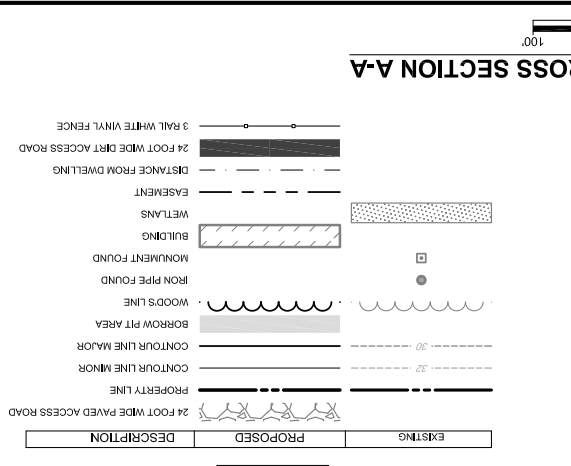 EXISTING PROPOSED DESCRIPTION
24 FOOT WIDE PAVED ACCESS ROAD
PROPERTY LINE
32 CONTOUR LINE MINOR
30 CONTOUR LINE MAJOR
BORROW PIT AREA
WOOD'S LINE
IRON PIPE FOUND
MONUMENT FOUND
BUILDING
WETLANS
EASEMENT
DISTANCE FROM DWELLING
24 FOOT WIDE DIRT ACCESS ROAD
3 RAIL WHITE VINYL FENCE
ROSS SECTION A-A
100'